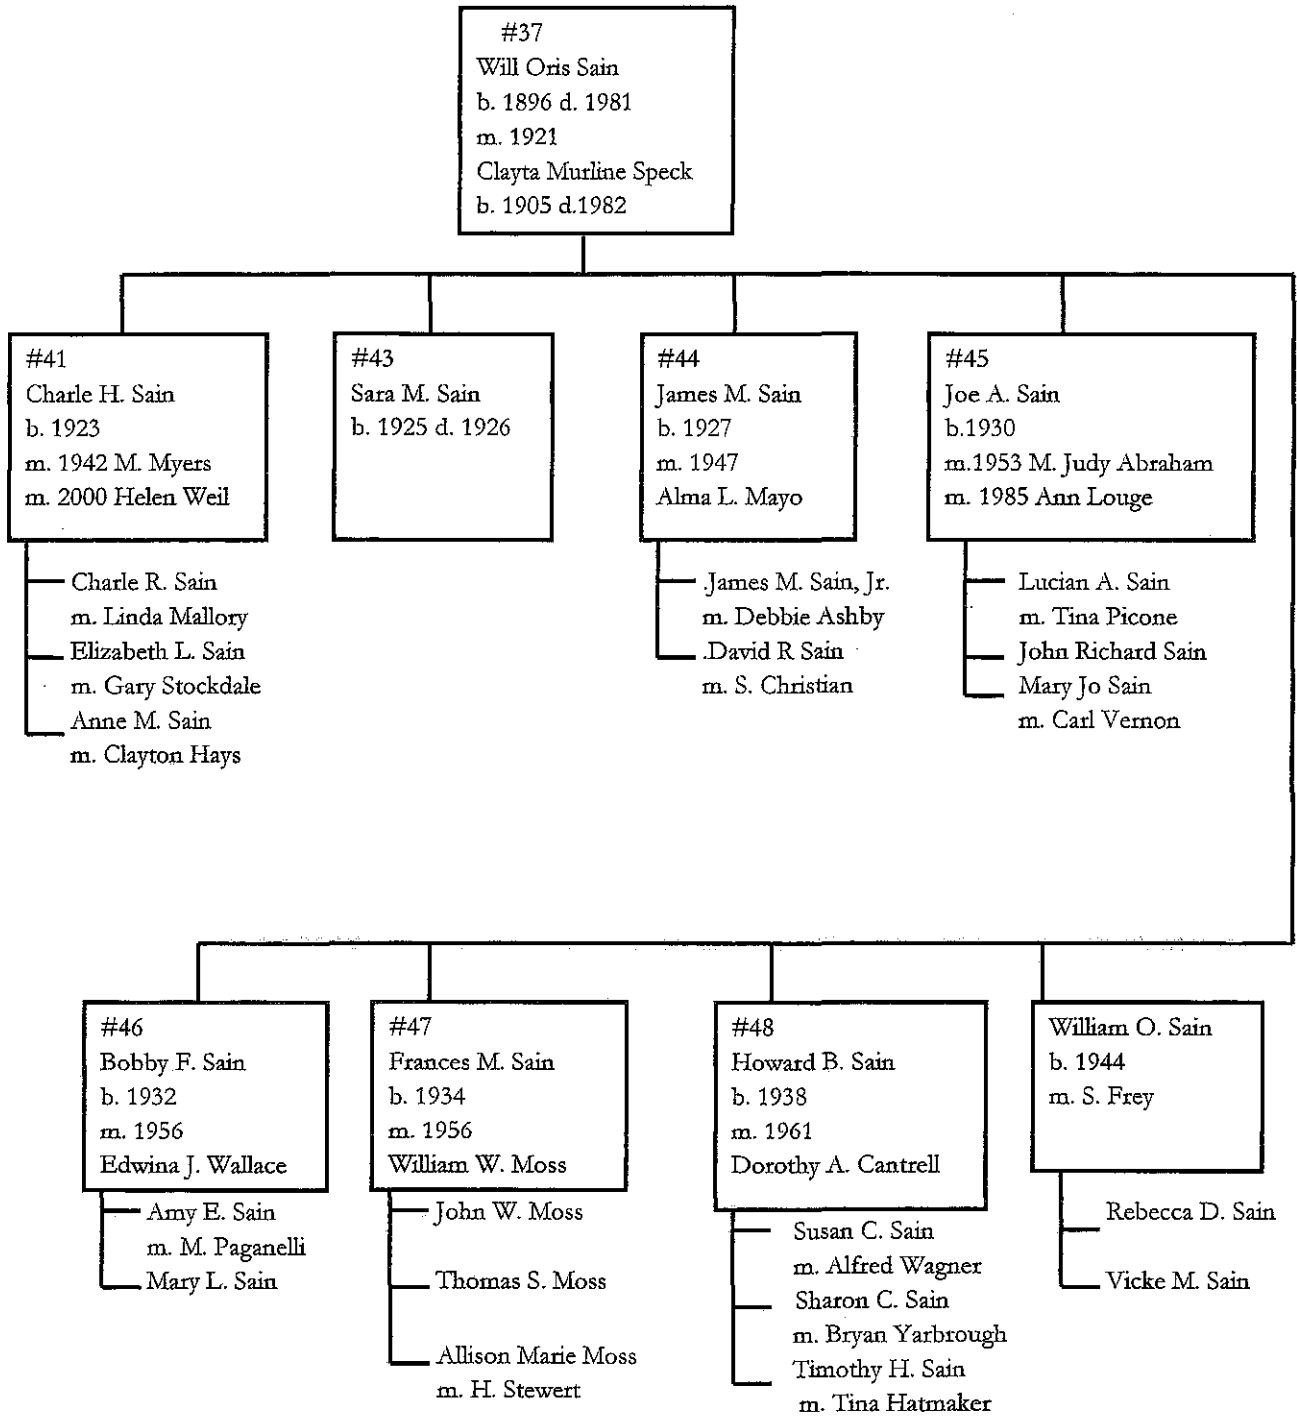 #37
Will Oris Sain
b. 1896 d. 1981
m. 1921
Clayta Murline Speck
b. 1905 d.1982
#41
Charle H. Sain
b. 1923
m. 1942 M. Myers
m. 2000 Helen Weil
#43
Sara M. Sain
b. 1925 d. 1926
#44
James M. Sain
b. 1927
m. 1947
Alma L. Mayo
#45
Joe A. Sain
b.1930
m.1953 M. Judy Abraham
m. 1985 Ann Louge
Charle R. Sain
m. Linda Mallory
Elizabeth L. Sain
m. Gary Stockdale
Anne M. Sain
m. Clayton Hays
.James M. Sain, Jr.
m. Debbie Ashby
.David R Sain
m. S. Christian
Lucian A. Sain
m. Tina Picone
John Richard Sain
Mary Jo Sain
m. Carl Vernon
#46
Bobby F. Sain
b. 1932
m. 1956
Edwina J. Wallace
#47
Frances M. Sain
b. 1934
m. 1956
William W. Moss
#48
Howard B. Sain
b. 1938
m. 1961
Dorothy A. Cantrell
William O. Sain
b. 1944
m. S. Frey
Amy E. Sain
m. M. Paganelli
Mary L. Sain
John W. Moss
Thomas S. Moss
Allison Marie Moss
m. H. Stewert
Susan C. Sain
m. Alfred Wagner
Sharon C. Sain
m. Bryan Yarbrough
Timothy H. Sain
m. Tina Hatmaker
Rebecca D. Sain
Vicke M. Sain